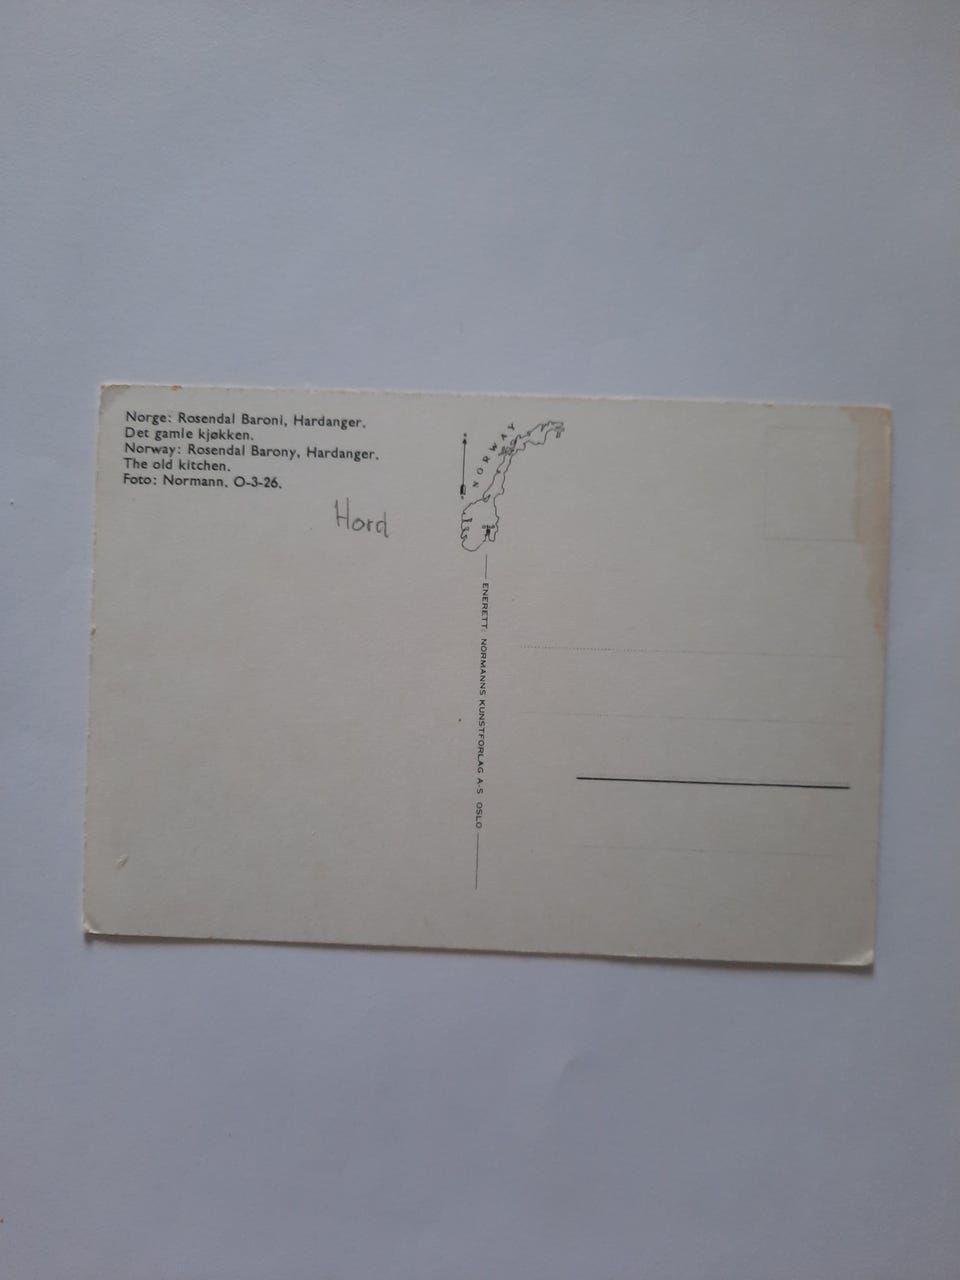 Norge: Rosendal Baroni, Hardanger.
Det gamle kjøkken.
Norway: Rosendal Barony, Hardanger.
The old kitchen.
Foto: Normann. O-3-26.
Hord
NORWAY
ENERETT: NORMANNS KUNSTFORLAG A-S OSLO